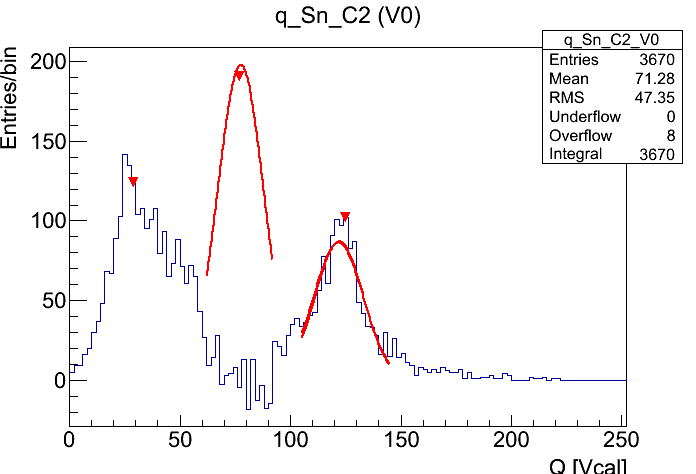 q_Sn_C2 (V0)
q_Sn_C2_V0
Entries 3670
Mean 71.28
RMS 47.35
Underflow 0
Overflow 8
Integral 3670
Entries/bin
200
150
100
50
0
0 50 100 150 200 250
Q [Vcal]